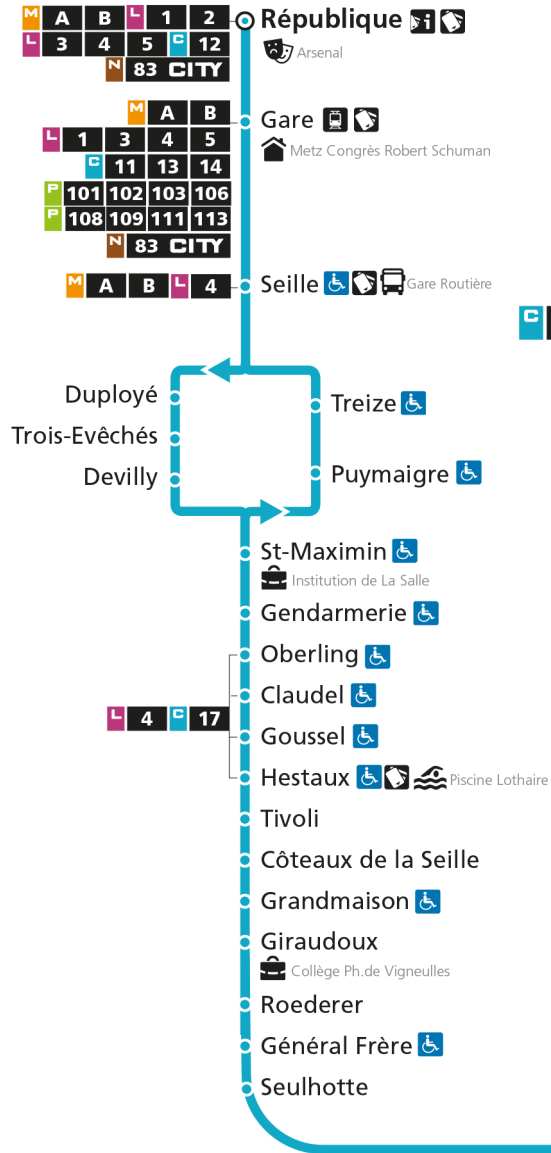 M A B L 1 2
République i
L 3 4 5 C 12
Arsenal
N 83 CITY
M A B
Gare
L 1 3 4 5
Metz Congrès Robert Schuman
C 11 13 14
P 101 102 103 106
P 108 109 111 113
N 83 CITY
M A B L 4
Seille
Gare Routière
C
Duployé
Treize
Trois-Evêchés
Devilly
Puymaigre
St-Maximin
Institution de La Salle
Gendarmerie
Oberling
Claudel
L 4 C 17
Goussel
Hestaux
Piscine Lothaire
Tivoli
Côteaux de la Seille
Grandmaison
Giraudoux
Collège Ph.de Vigneulles
Roederer
Général Frère
Seulhotte